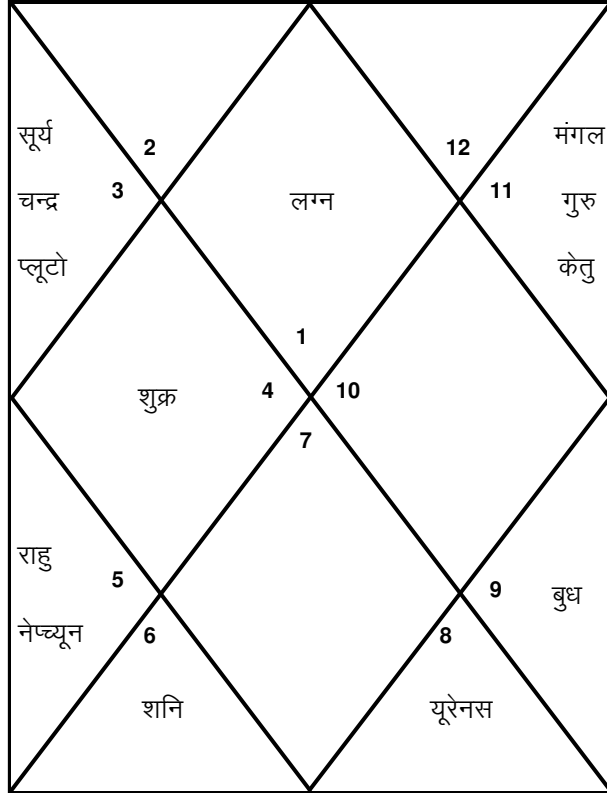 सूर्य
2
12
मंगल
चन्द्र
3
लग्न
11
गुरु
प्लूटो
केतु
1
शुक्र
4
10
7
राहु
5
9
बुध
नेप्च्यून
6
8
शनि
यूरेनस